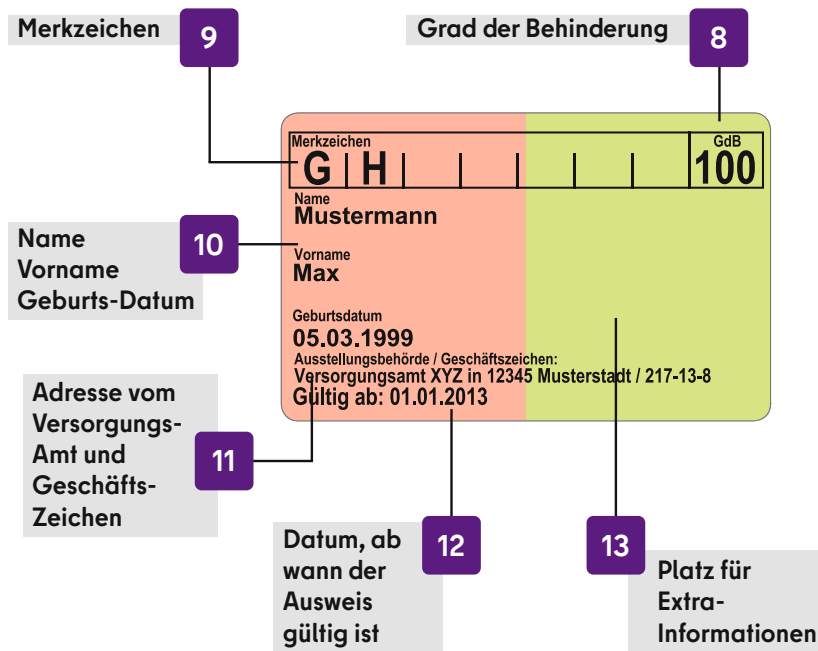 Merkzeichen
9
Grad der Behinderung
8
Merkzeichen
GdB
G H
100
Name
Mustermann
Name
Vorname
Geburts-Datum
10
Vorname
Max
Geburtsdatum
05.03.1999
Ausstellungsbehörde / Geschäftszeichen:
Versorgungsamt XYZ in 12345 Musterstadt / 217-13-8
Gültig ab: 01.01.2013
Adresse vom
Versorgungs-
Amt und
Geschäfts-
Zeichen
11
Datum, ab
wann der
Ausweis
gültig ist
12
13
Platz für
Extra-
Informationen